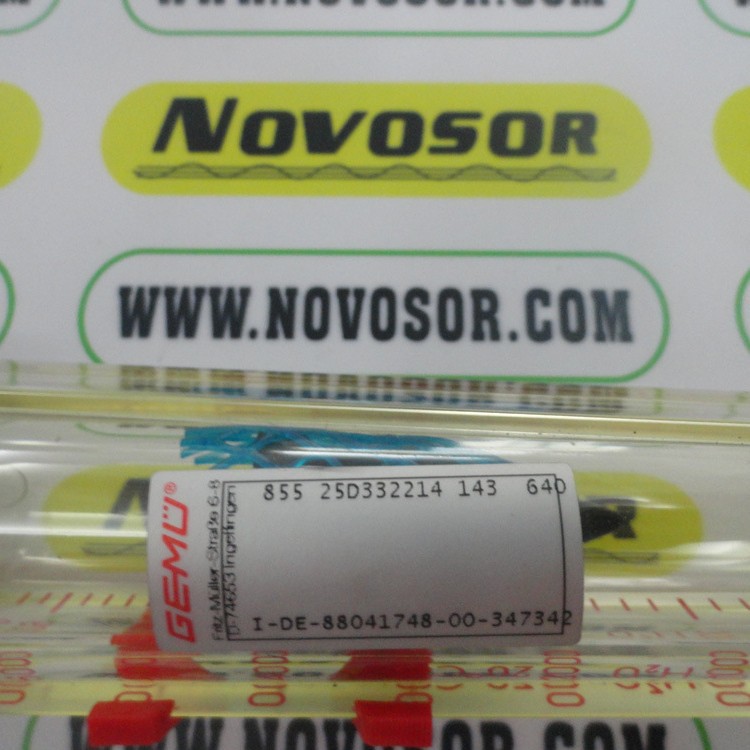 NOVOSOR
WWW.NOVOSOR.COM
GEMÜ®
Fritz-Müller-Straße 6-8
D-74653 Ingelfingen
855 25D332214 143 640
I-DE-88041748-00-347342
WWW.NOVOSOR.COM